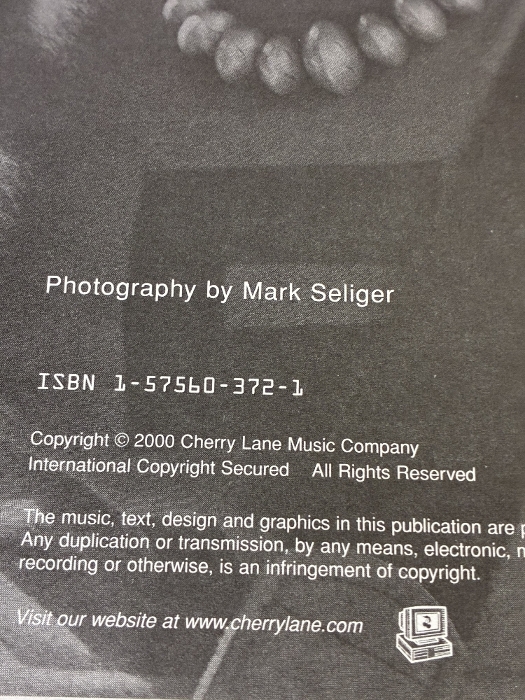 Photography by Mark Seliger
ISBN 1-57560-372-1
Copyright © 2000 Cherry Lane Music Company
International Copyright Secured All Rights Reserved
The music, text, design and graphics in this publication are
Any duplication or transmission, by any means, electronic,
recording or otherwise, is an infringement of copyright.
Visit our website at www.cherrylane.com